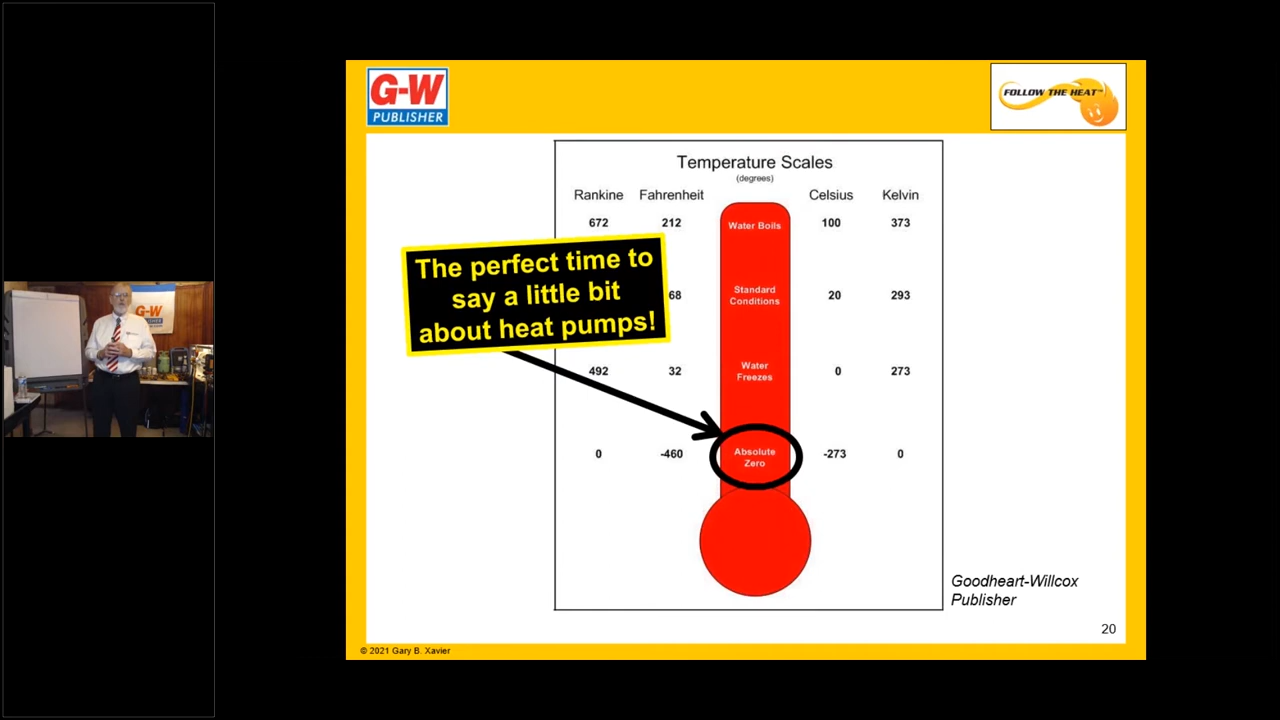 G-W
PUBLISHER
FOLLOW THE HEAT™
Temperature Scales
(degrees)
Rankine Fahrenheit Celsius Kelvin
672 212 Water Boils 100 373
The perfect time to
say a little bit
about heat pumps!
68 Standard
Conditions 20 293
492 32 Water
Freezes 0 273
0 -460 Absolute
Zero -273 0
Goodheart-Willcox
Publisher
20
© 2021 Gary B. Xavier
G-W